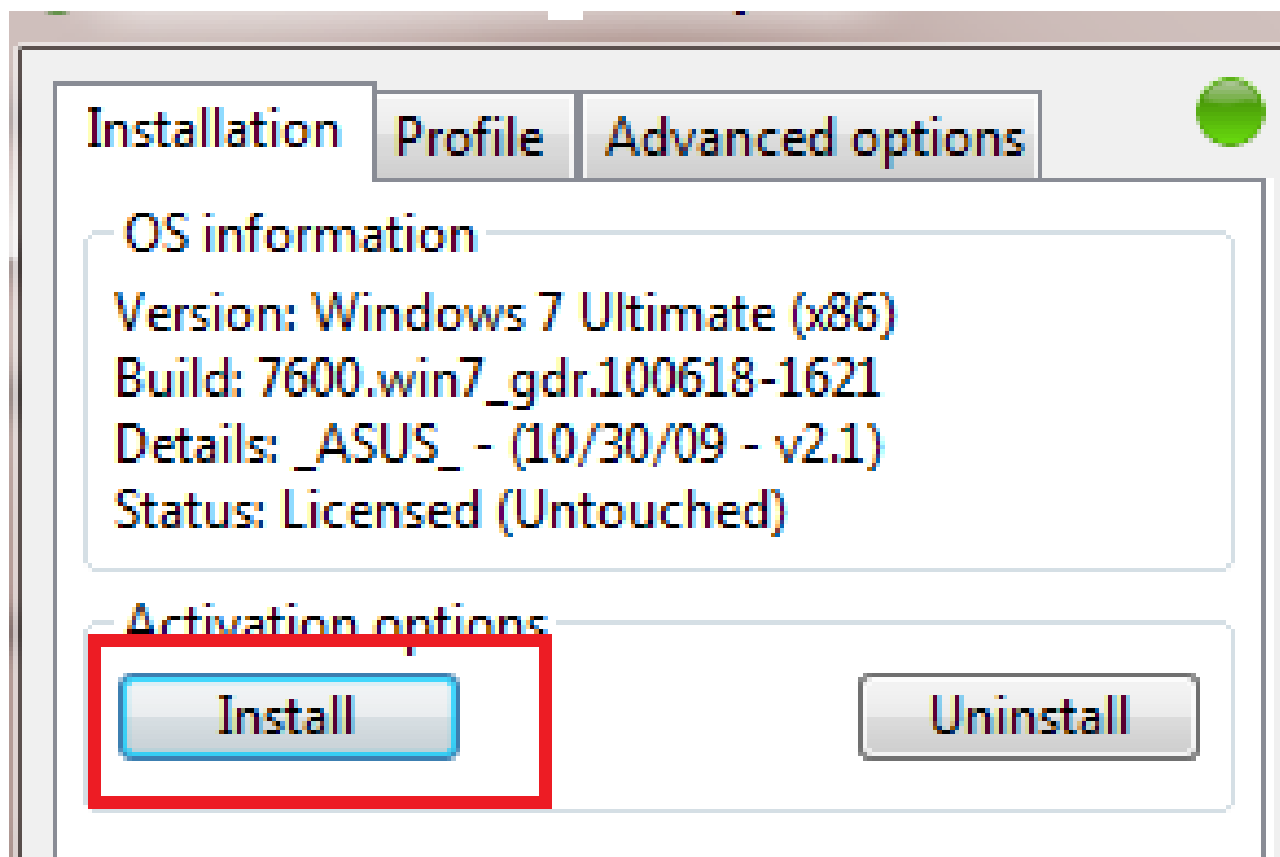 Installation Profile Advanced options
OS information
Version: Windows 7 Ultimate (x86)
Build: 7600.win7_gdr.100618-1621
Details: _ASUS_ - (10/30/09 - v2.1)
Status: Licensed (Untouched)
Activation options
Install Uninstall